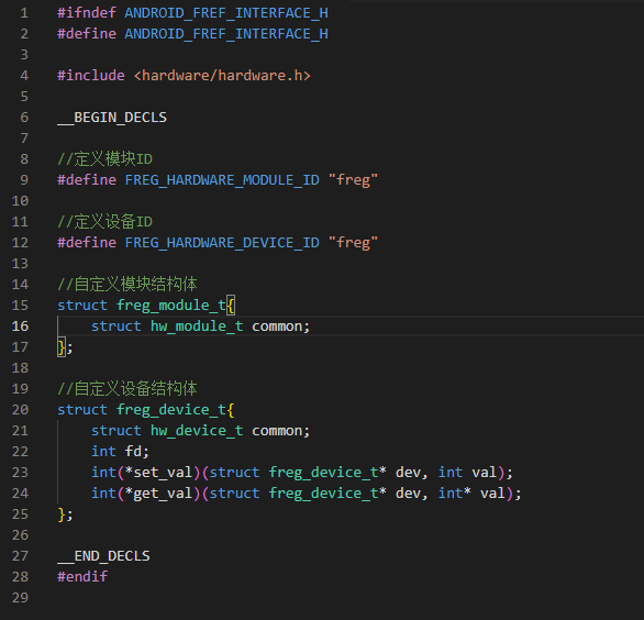 1 #ifndef ANDROID_FREF_INTERFACE_H
2 #define ANDROID_FREF_INTERFACE_H
3
4 #include <hardware/hardware.h>
5
6 __BEGIN_DECLS
7
8 //定义模块ID
9 #define FREG_HARDWARE_MODULE_ID "freg"
10
11 //定义设备ID
12 #define FREG_HARDWARE_DEVICE_ID "freg"
13
14 //自定义模块结构体
15 struct freg_module_t{
16     struct hw_module_t common;
17 };
18
19 //自定义设备结构体
20 struct freg_device_t{
21     struct hw_device_t common;
22     int fd;
23     int(*set_val)(struct freg_device_t* dev, int val);
24     int(*get_val)(struct freg_device_t* dev, int* val);
25 };
26
27 __END_DECLS
28 #endif
29